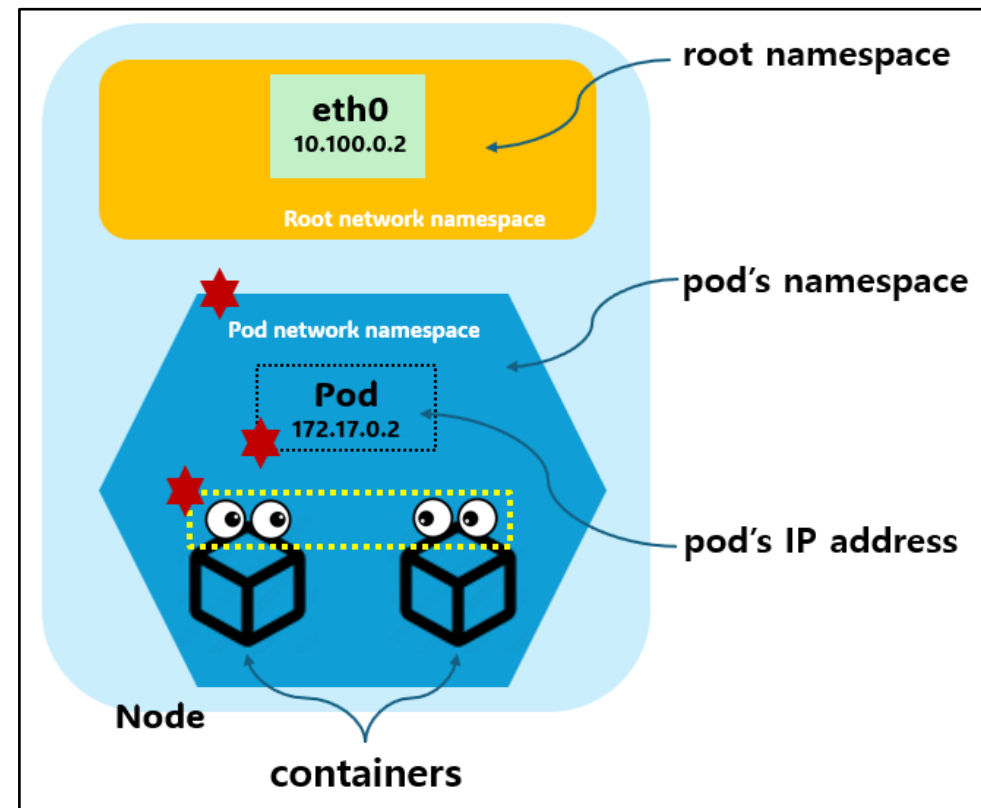 root namespace
eth0
10.100.0.2
Root network namespace
pod’s namespace
Pod network namespace
Pod
172.17.0.2
pod’s IP address
Node
containers